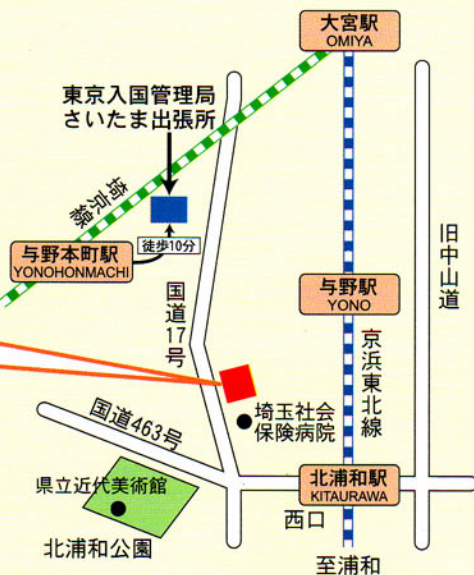 大宮駅
OMIYA
東京入国管理局
さいたま出張所
埼京線
与野本町駅
YONOHONMACHI
徒歩10分
国道17号
与野駅
YONO
旧中山道
京浜東北線
国道463号
埼玉社会
保険病院
県立近代美術館
北浦和駅
KITAURAWA
西口
北浦和公園
至浦和